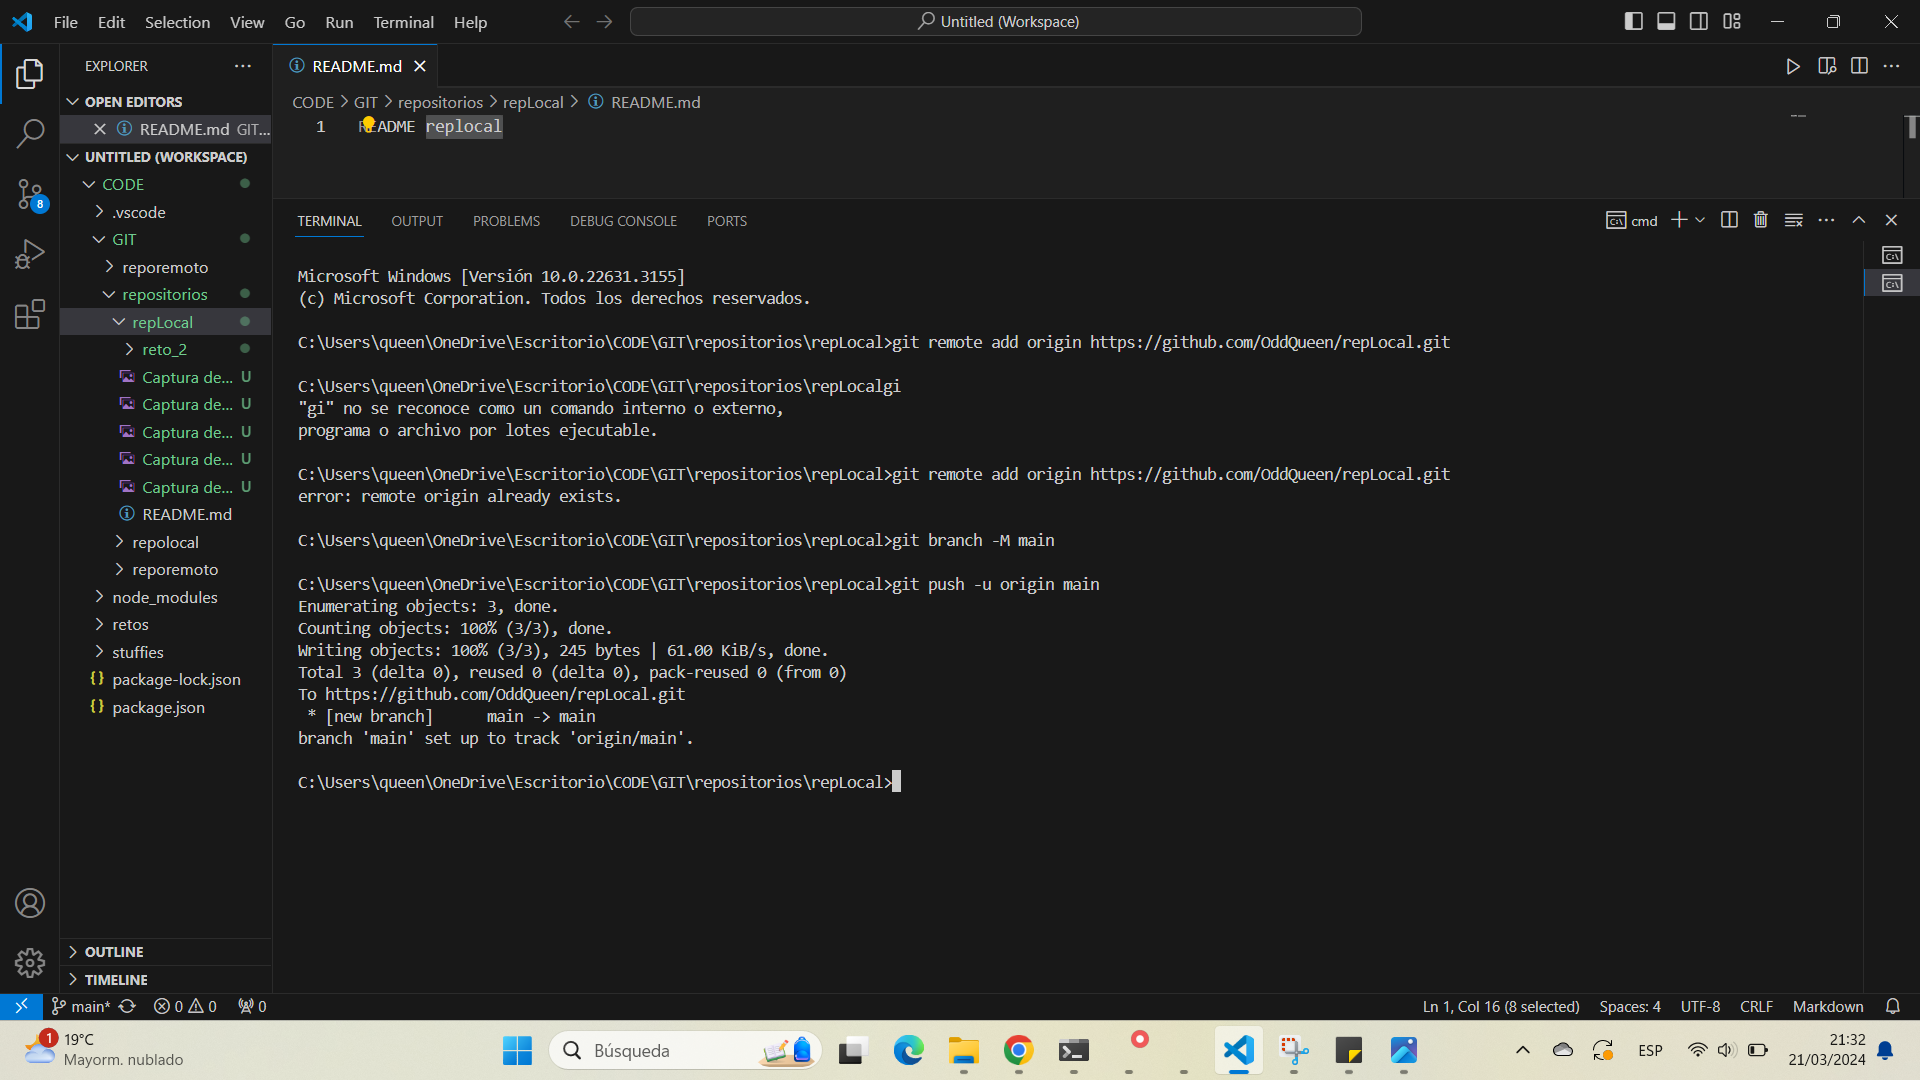 File Edit Selection View Go Run Terminal Help
Untitled (Workspace)
EXPLORER
OPEN EDITORS
README.md GIT...
UNTITLED (WORKSPACE)
CODE
.vscode
GIT
reporemoto
repositorios
repLocal
reto_2
Captura de... U
Captura de... U
Captura de... U
Captura de... U
Captura de... U
README.md
repolocal
reporemoto
node_modules
retos
stuffies
package-lock.json
package.json
OUTLINE
TIMELINE
8
README.md
CODE > GIT > repositorios > repLocal > README.md
1 README replocal
TERMINAL OUTPUT PROBLEMS DEBUG CONSOLE PORTS
cmd
Microsoft Windows [Versión 10.0.22631.3155]
(c) Microsoft Corporation. Todos los derechos reservados.
C:\Users\queen\OneDrive\Escritorio\CODE\GIT\repositorios\repLocal>git remote add origin https://github.com/OddQueen/repLocal.git
C:\Users\queen\OneDrive\Escritorio\CODE\GIT\repositorios\repLocalgi
"gi" no se reconoce como un comando interno o externo,
programa o archivo por lotes ejecutable.
C:\Users\queen\OneDrive\Escritorio\CODE\GIT\repositorios\repLocal>git remote add origin https://github.com/OddQueen/repLocal.git
error: remote origin already exists.
C:\Users\queen\OneDrive\Escritorio\CODE\GIT\repositorios\repLocal>git branch -M main
C:\Users\queen\OneDrive\Escritorio\CODE\GIT\repositorios\repLocal>git push -u origin main
Enumerating objects: 3, done.
Counting objects: 100% (3/3), done.
Writing objects: 100% (3/3), 245 bytes | 61.00 KiB/s, done.
Total 3 (delta 0), reused 0 (delta 0), pack-reused 0 (from 0)
To https://github.com/OddQueen/repLocal.git
 * [new branch]      main -> main
branch 'main' set up to track 'origin/main'.
C:\Users\queen\OneDrive\Escritorio\CODE\GIT\repositorios\repLocal>
main* 0 0 0
Ln 1, Col 16 (8 selected) Spaces: 4 UTF-8 CRLF Markdown
1 19°C
Mayorm. nublado
Búsqueda
ESP
21:32
21/03/2024